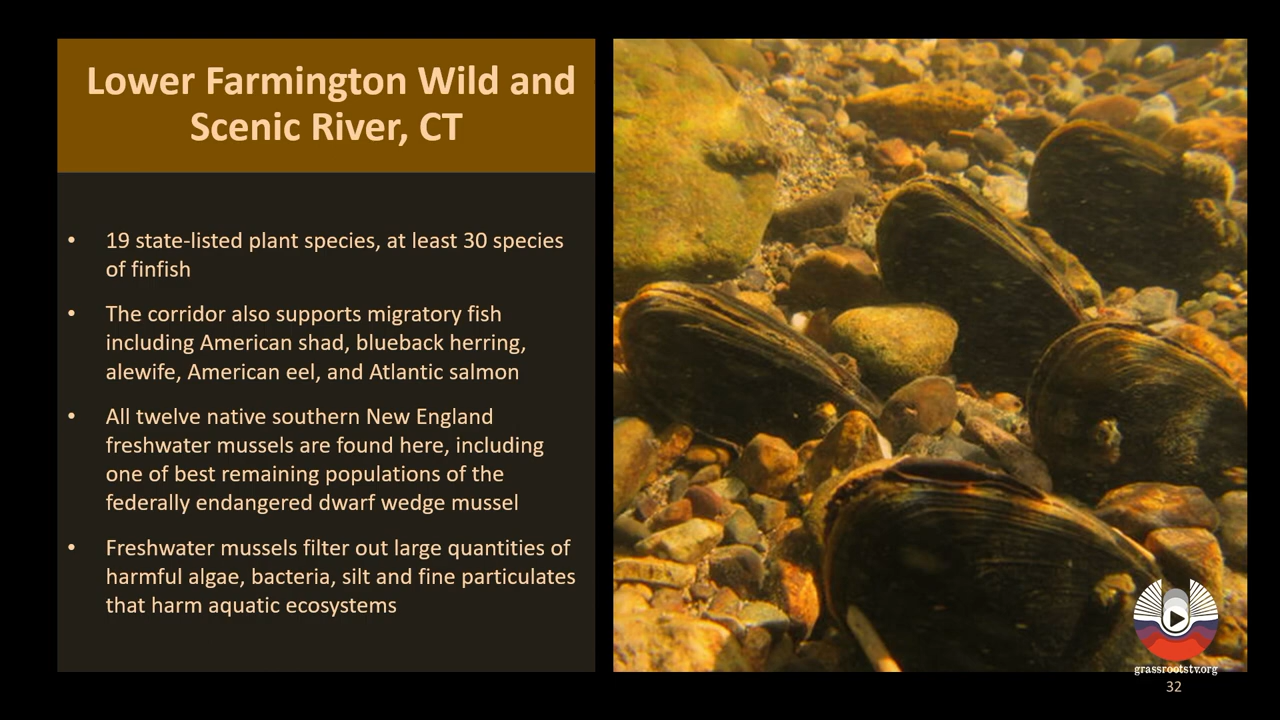 Lower Farmington Wild and
Scenic River, CT
• 19 state-listed plant species, at least 30 species
of finfish
• The corridor also supports migratory fish
including American shad, blueback herring,
alewife, American eel, and Atlantic salmon
• All twelve native southern New England
freshwater mussels are found here, including
one of best remaining populations of the
federally endangered dwarf wedge mussel
• Freshwater mussels filter out large quantities of
harmful algae, bacteria, silt and fine particulates
that harm aquatic ecosystems
grassrootstv.org
32